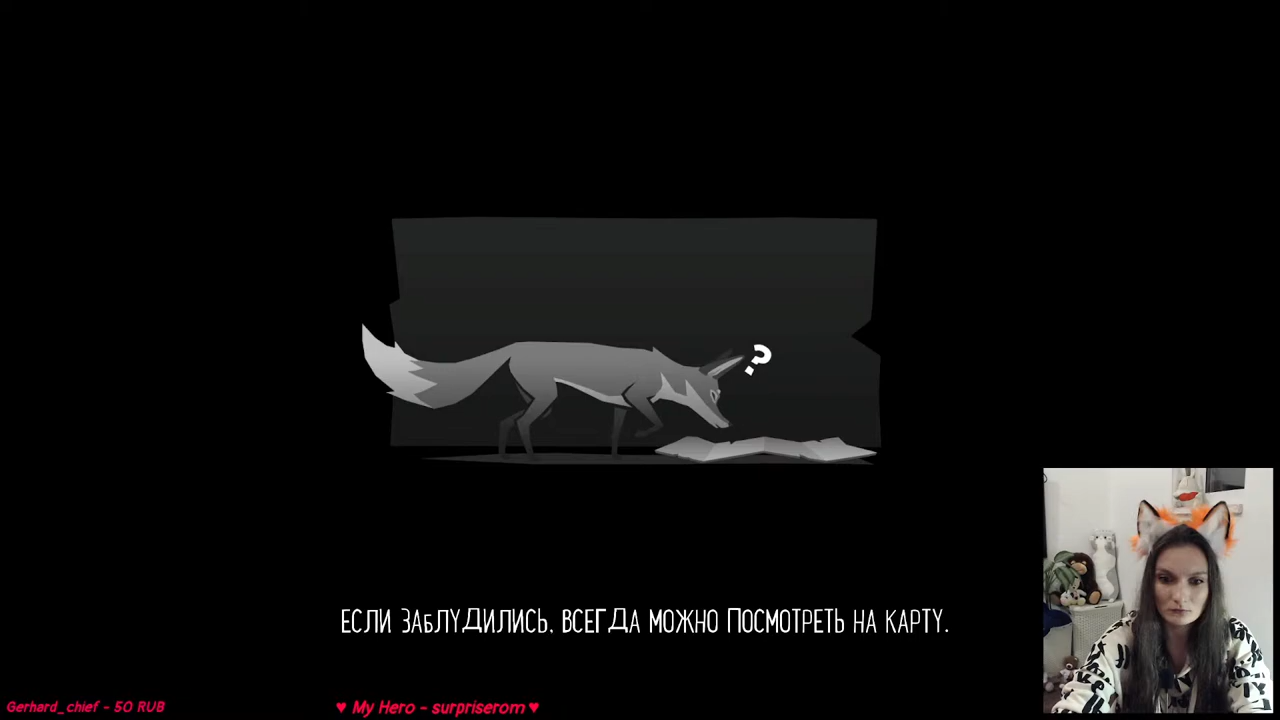 ?
ЕСЛИ ЗАБЛУДИЛИСЬ, ВСЕГДА МОЖНО ПОСМОТРЕТЬ НА КАРТУ.
Gerhard_chief - 50 RUB
♥ My Hero - surpriserom ♥